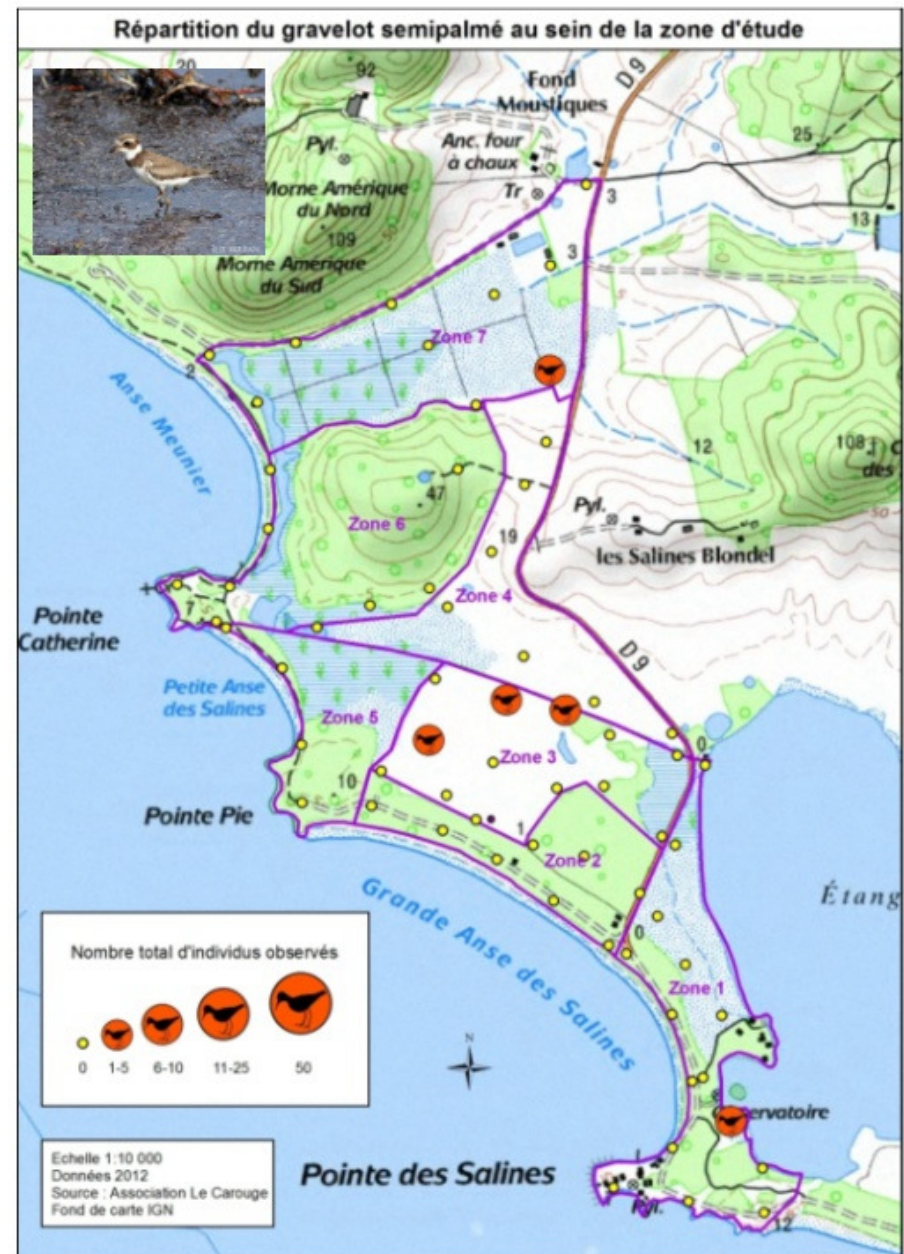 Répartition du gravelot semipalmé au sein de la zone d'étude
20
92
Fond
Moustiques
D 9
25
Anc. four
à chaux
Pyl.
Tr
3
Morne Amérique
du Nord
109
13
3
Morne Amérique
du Sud
Zone 7
2
Anse Meunier
12
108
des
47
Pyl.
Zone 6
19
les Salines Blondel
Zone 4
5
7
Pointe
Catherine
D 9
Petite Anse
des Salines
Zone 5
0
Zone 3
10
Pointe Pie
1
Zone 2
Étang
Grande Anse des Salines
0
Zone 1
Nombre total d'individus observés
0 1-5 6-10 11-25 50
N
Pointe des Salines
Pyl.
12
Echelle 1:10 000
Données 2012
Source : Association Le Carouge
Fond de carte IGN